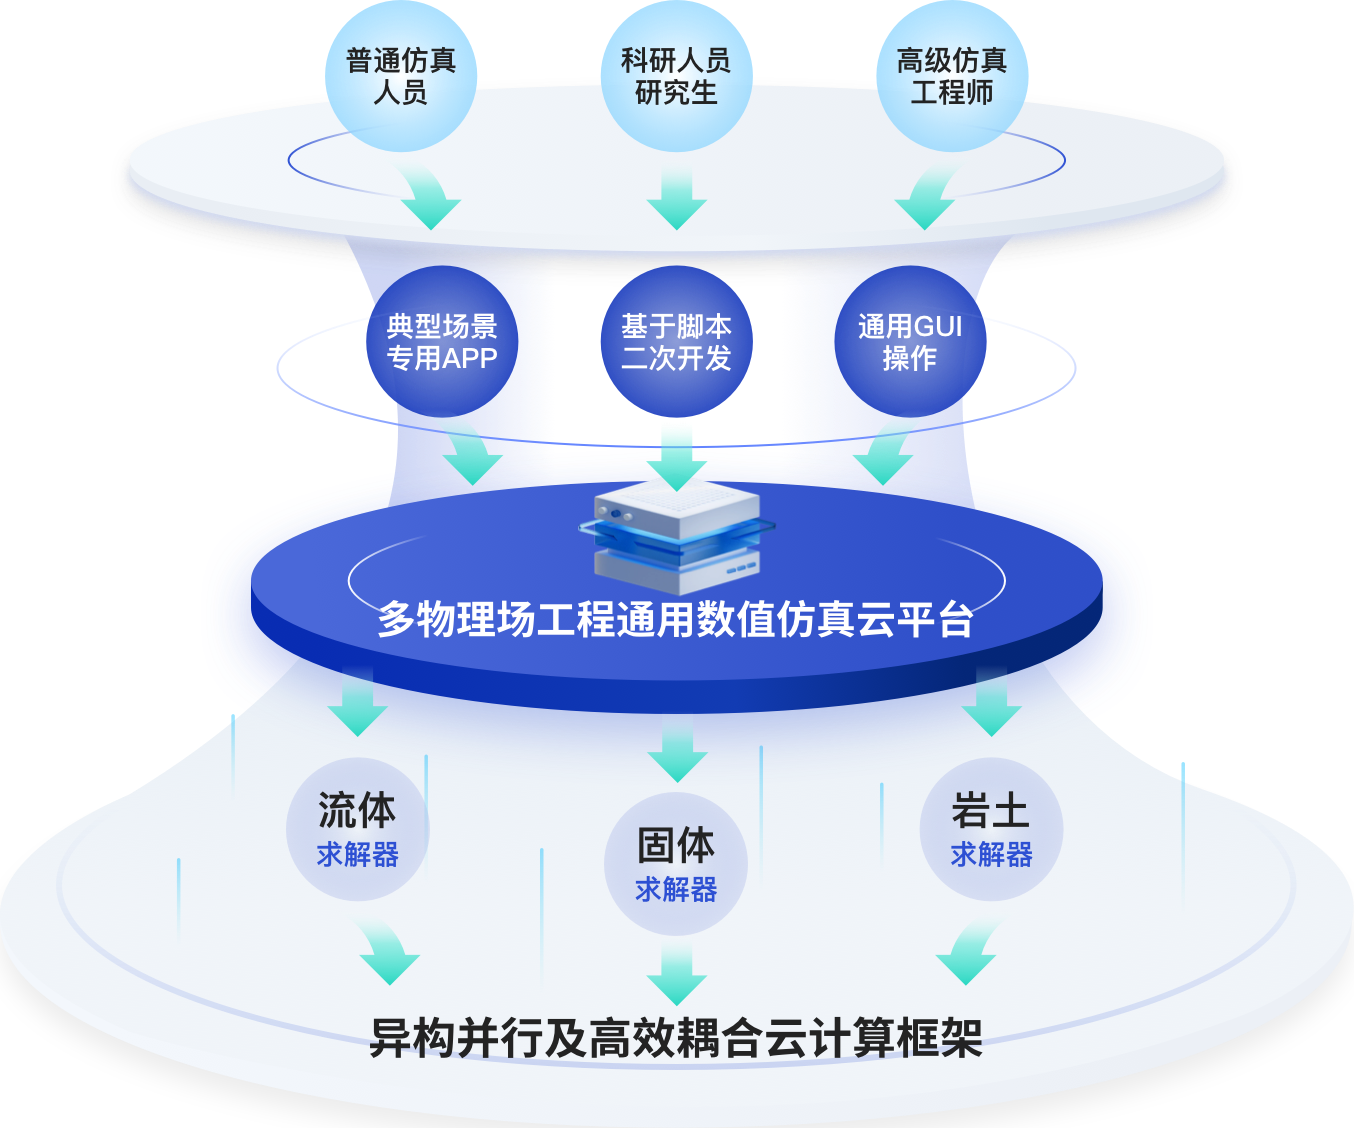 普通仿真
人员
科研人员
研究生
高级仿真
工程师
典型场景
专用APP
基于脚本
二次开发
通用GUI
操作
多物理场工程通用数值仿真云平台
流体
求解器
固体
求解器
岩土
求解器
异构并行及高效耦合云计算框架